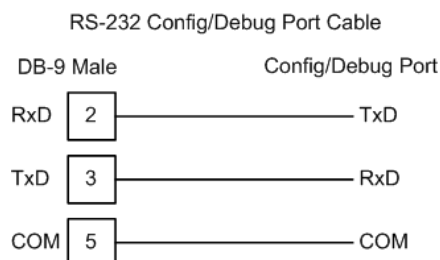 RS-232 Config/Debug Port Cable
DB-9 Male Config/Debug Port
RxD 2 TxD
TxD 3 RxD
COM 5 COM